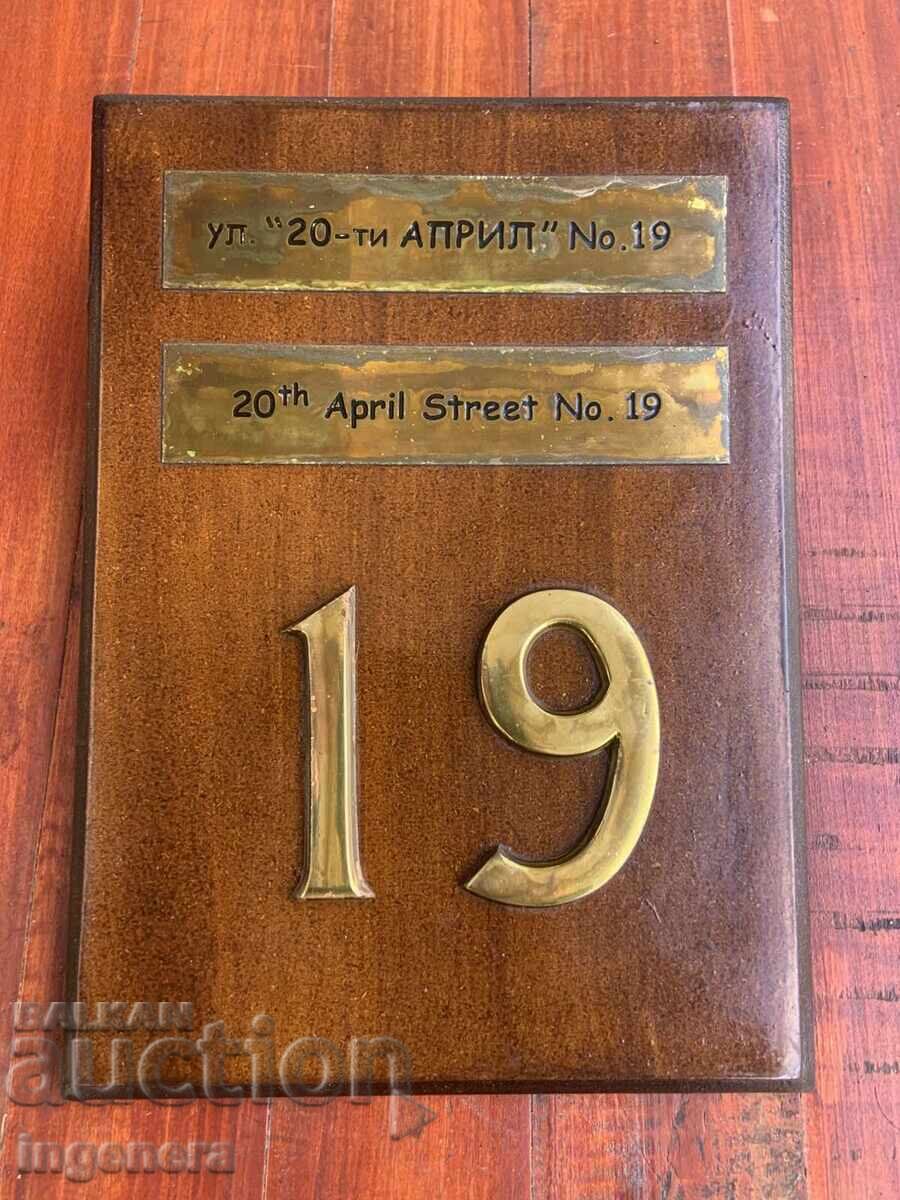 ул. "20-ти АПРИЛ" No.19
20th April Street No. 19
19
BALKAN
auction
ingenera